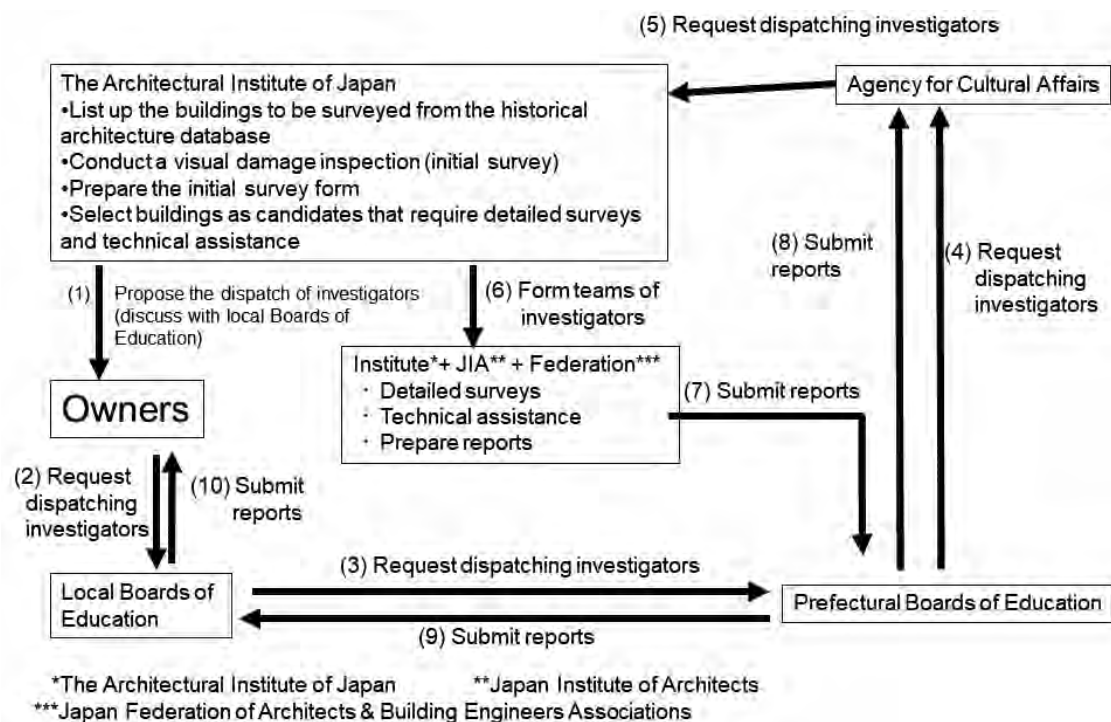 (5) Request dispatching investigators
The Architectural Institute of Japan
•List up the buildings to be surveyed from the historical
architecture database
•Conduct a visual damage inspection (initial survey)
•Prepare the initial survey form
•Select buildings as candidates that require detailed surveys
and technical assistance
Agency for Cultural Affairs
(1) Propose the dispatch of investigators
(discuss with local Boards of
Education)
(6) Form teams of
investigators
(8) Submit
reports
(4) Request
dispatching
investigators
Owners
Institute*+ JIA** + Federation***
・ Detailed surveys
・ Technical assistance
・ Prepare reports
(7) Submit reports
(2) Request
dispatching
investigators
(10) Submit
reports
Local Boards of
Education
(3) Request dispatching investigators
(9) Submit reports
Prefectural Boards of Education
*The Architectural Institute of Japan **Japan Institute of Architects
***Japan Federation of Architects & Building Engineers Associations